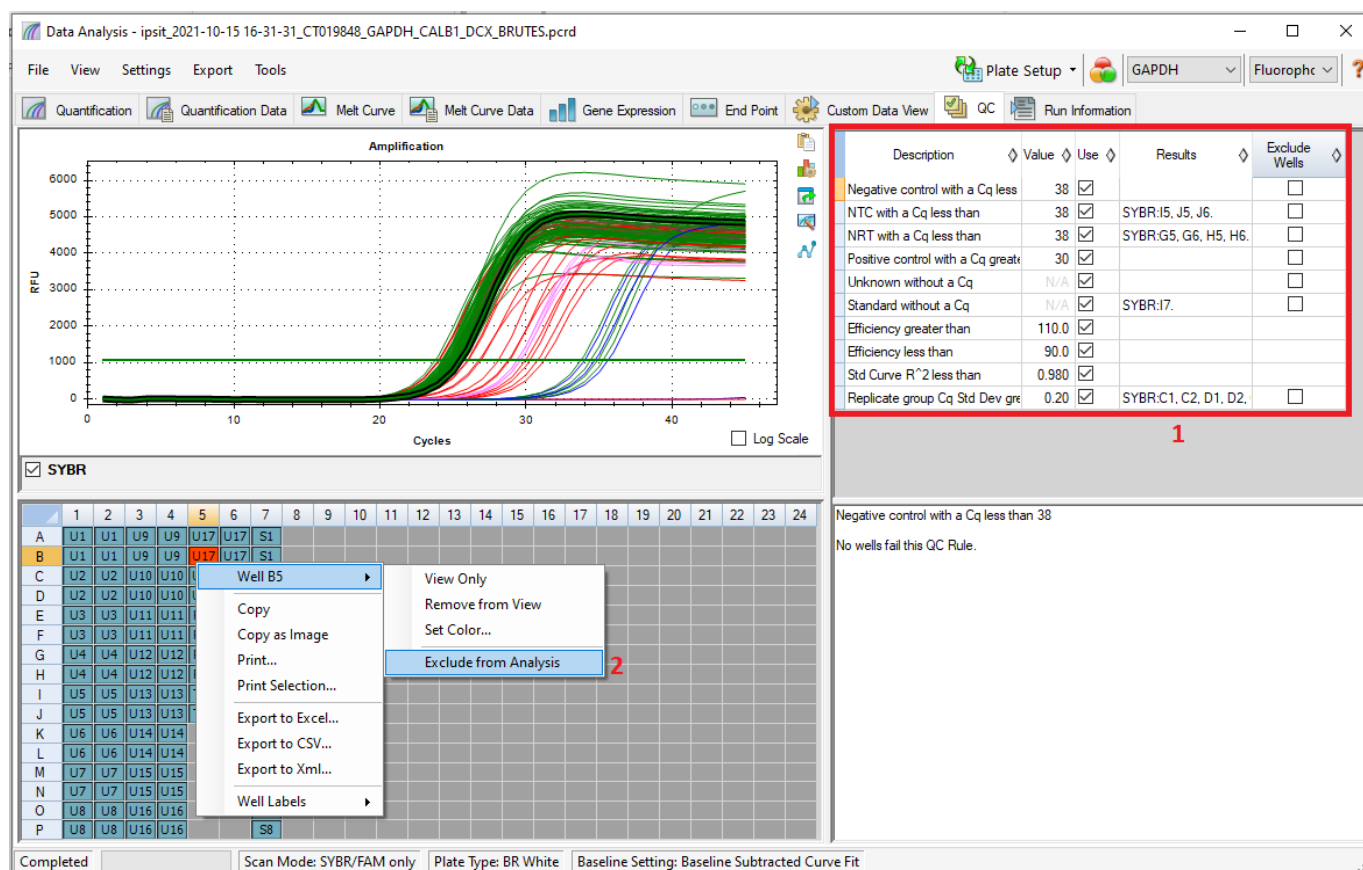 Data Analysis - ipsit_2021-10-15 16-31-31_CT019848_GAPDH_CALB1_DCX_BRUTES.pcrd
File View Settings Export Tools
Plate Setup GAPDH Fluoropho ?
Quantification Quantification Data Melt Curve Melt Curve Data Gene Expression End Point Custom Data View QC Run Information
Amplification
RFU
6000
5000
4000
3000
2000
1000
0
0 10 20 30 40
Cycles
Log Scale
SYBR
Description Value Use Results Exclude Wells
Negative control with a Cq less 38
NTC with a Cq less than 38 SYBR:I5, J5, J6.
NRT with a Cq less than 38 SYBR:G5, G6, H5, H6.
Positive control with a Cq greate 30
Unknown without a Cq N/A
Standard without a Cq N/A SYBR:I7.
Efficiency greater than 110.0
Efficiency less than 90.0
Std Curve R^2 less than 0.980
Replicate group Cq Std Dev gre 0.20 SYBR:C1, C2, D1, D2,
1
1 2 3 4 5 6 7 8 9 10 11 12 13 14 15 16 17 18 19 20 21 22 23 24
A U1 U1 U9 U9 U17 U17 S1
B U1 U1 U9 U9 U17 U17 S1
C U2 U2 U10 U10
D U2 U2 U10 U10
E U3 U3 U11 U11
F U3 U3 U11 U11
G U4 U4 U12 U12
H U4 U4 U12 U12
I U5 U5 U13 U13
J U5 U5 U13 U13
K U6 U6 U14 U14
L U6 U6 U14 U14
M U7 U7 U15 U15
N U7 U7 U15 U15
O U8 U8 U16 U16
P U8 U8 U16 U16 S8
Well B5
Copy
Copy as Image
Print...
Print Selection...
Export to Excel...
Export to CSV...
Export to Xml...
Well Labels
View Only
Remove from View
Set Color...
Exclude from Analysis
2
Negative control with a Cq less than 38
No wells fail this QC Rule.
Completed Scan Mode: SYBR/FAM only Plate Type: BR White Baseline Setting: Baseline Subtracted Curve Fit